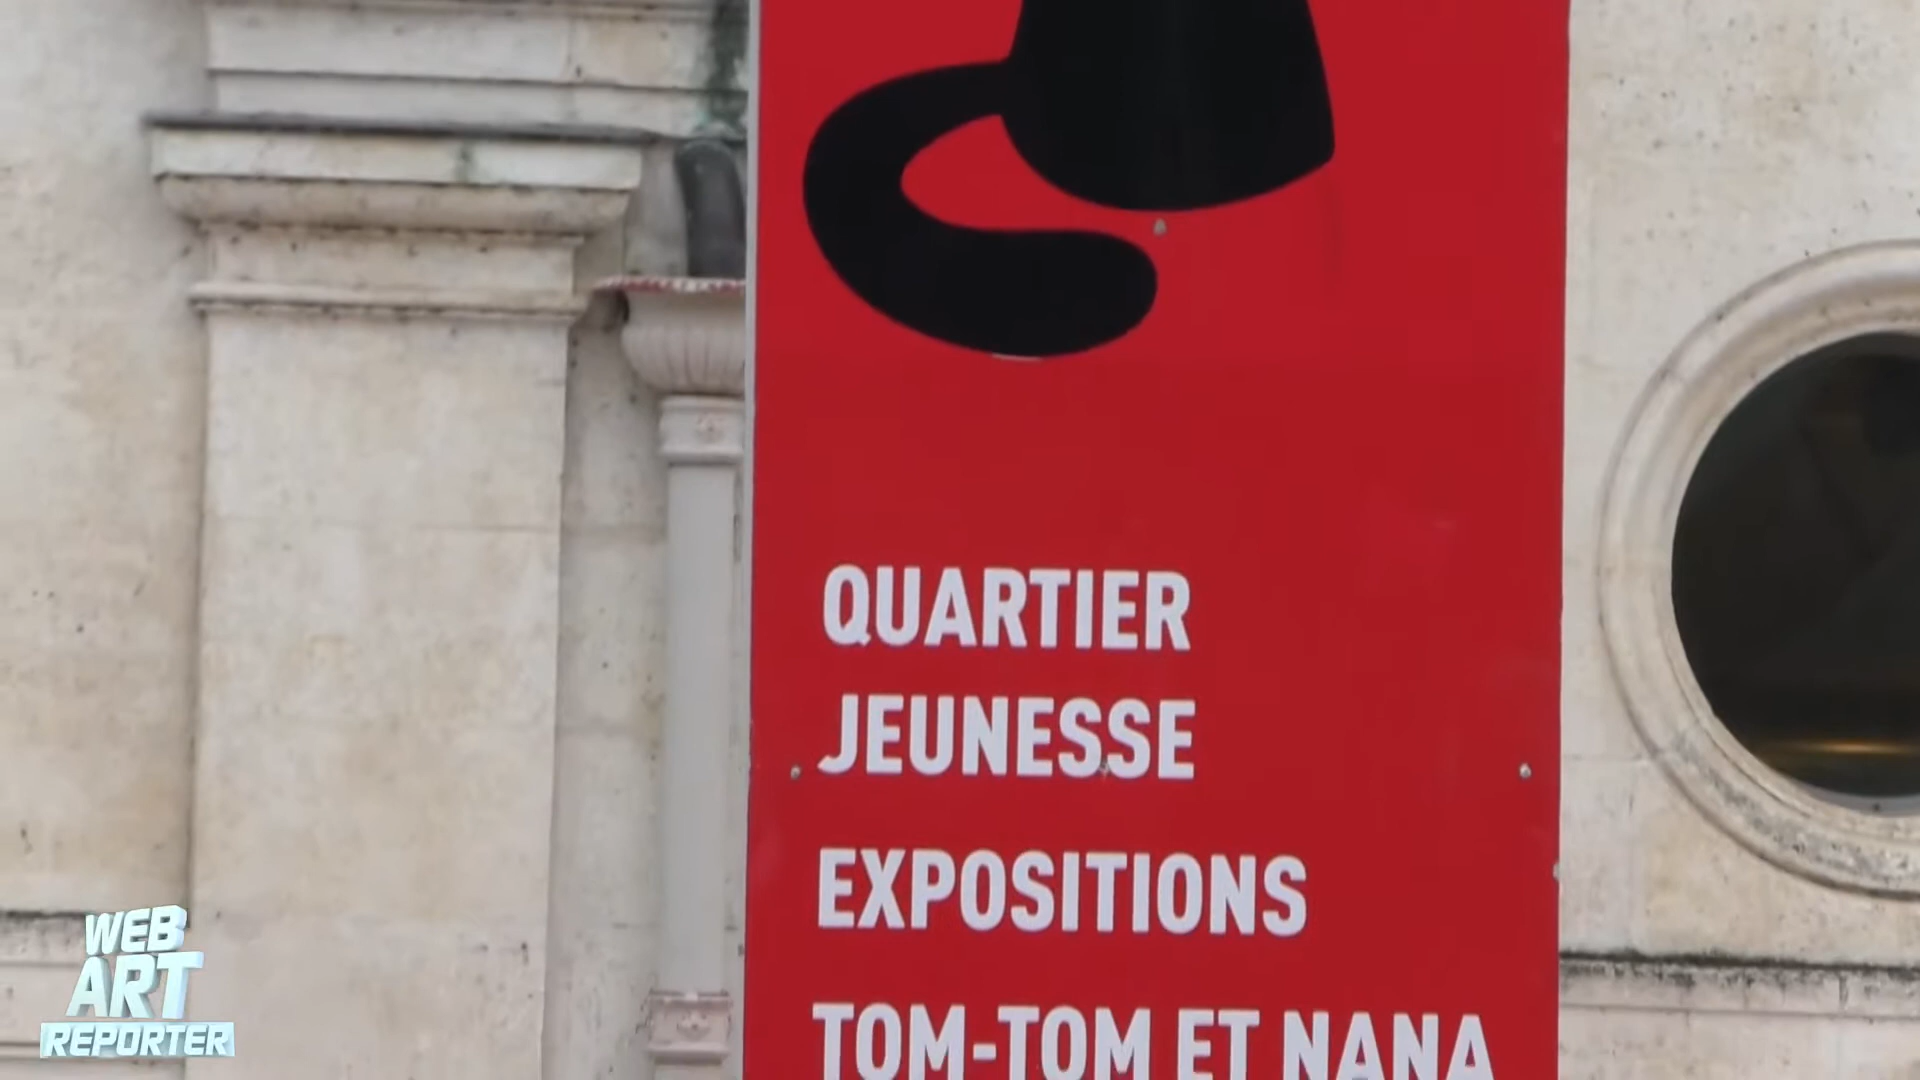 QUARTIER
JEUNESSE
EXPOSITIONS
TOM-TOM ET NANA
WEB
ART
REPORTER